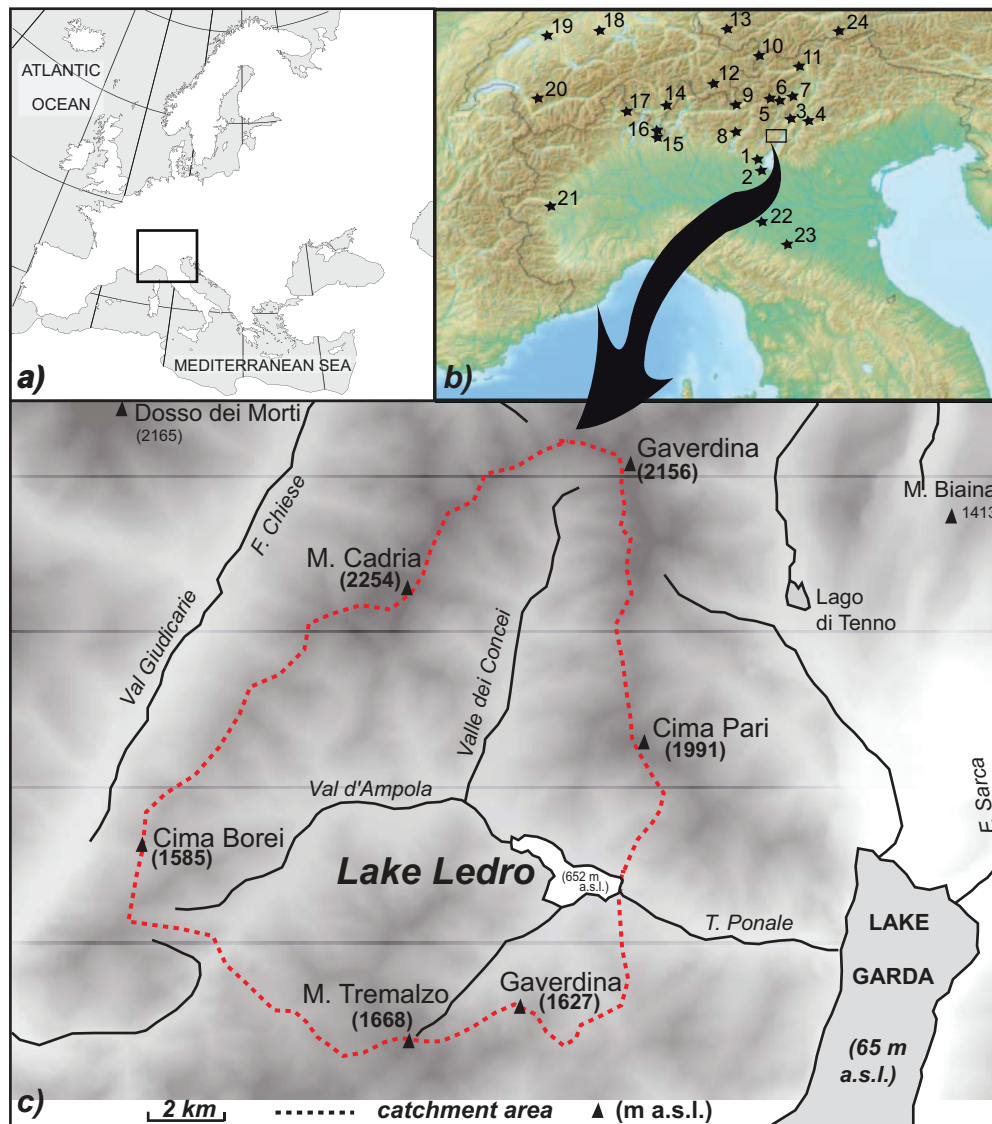 ATLANTIC
OCEAN
MEDITERRANEAN SEA
a)
19
18
13
24
10
11
20
12
17
14
9
6
7
5
3
4
16
15
8
1
2
21
22
23
b)
Dosso dei Morti
(2165)
Gaverdina
(2156)
M. Biaina
1413
F. Chiese
M. Cadria
(2254)
Lago
di Tenno
Val Giudicarie
Valle dei Concei
Cima Pari
(1991)
Val d'Ampola
F. Sarca
Cima Borei
(1585)
Lake Ledro
(652 m
a.s.l.)
T. Ponale
LAKE
GARDA
(65 m
a.s.l.)
M. Tremalzo
(1668)
Gaverdina
(1627)
c)
2 km
catchment area
(m a.s.l.)